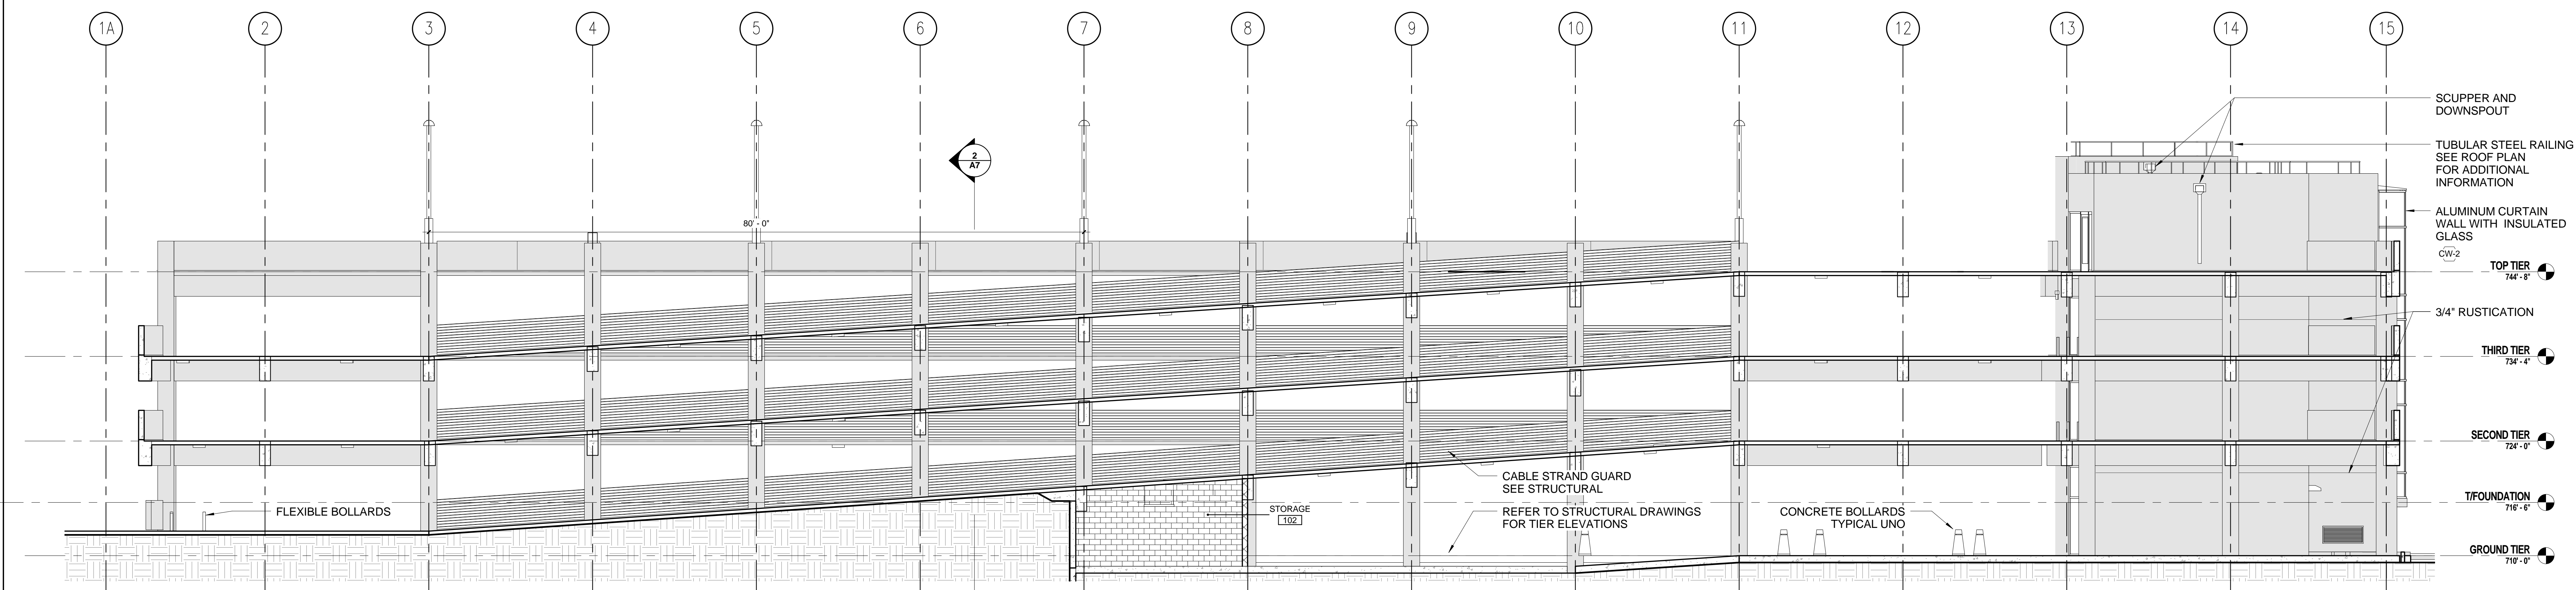 1A
2
3
4
5
6
7
8
9
10
11
12
13
14
15
SCUPPER AND
DOWNSPOUT
TUBULAR STEEL RAILING
SEE ROOF PLAN
FOR ADDITIONAL
INFORMATION
2
A7
80' - 0"
ALUMINUM CURTAIN
WALL WITH INSULATED
GLASS
CW-2
TOP TIER
744' - 8"
3/4" RUSTICATION
THIRD TIER
734' - 4"
SECOND TIER
724' - 0"
CABLE STRAND GUARD
SEE STRUCTURAL
T/FOUNDATION
716' - 6"
FLEXIBLE BOLLARDS
STORAGE
102
REFER TO STRUCTURAL DRAWINGS
FOR TIER ELEVATIONS
CONCRETE BOLLARDS
TYPICAL UNO
GROUND TIER
710' - 0"